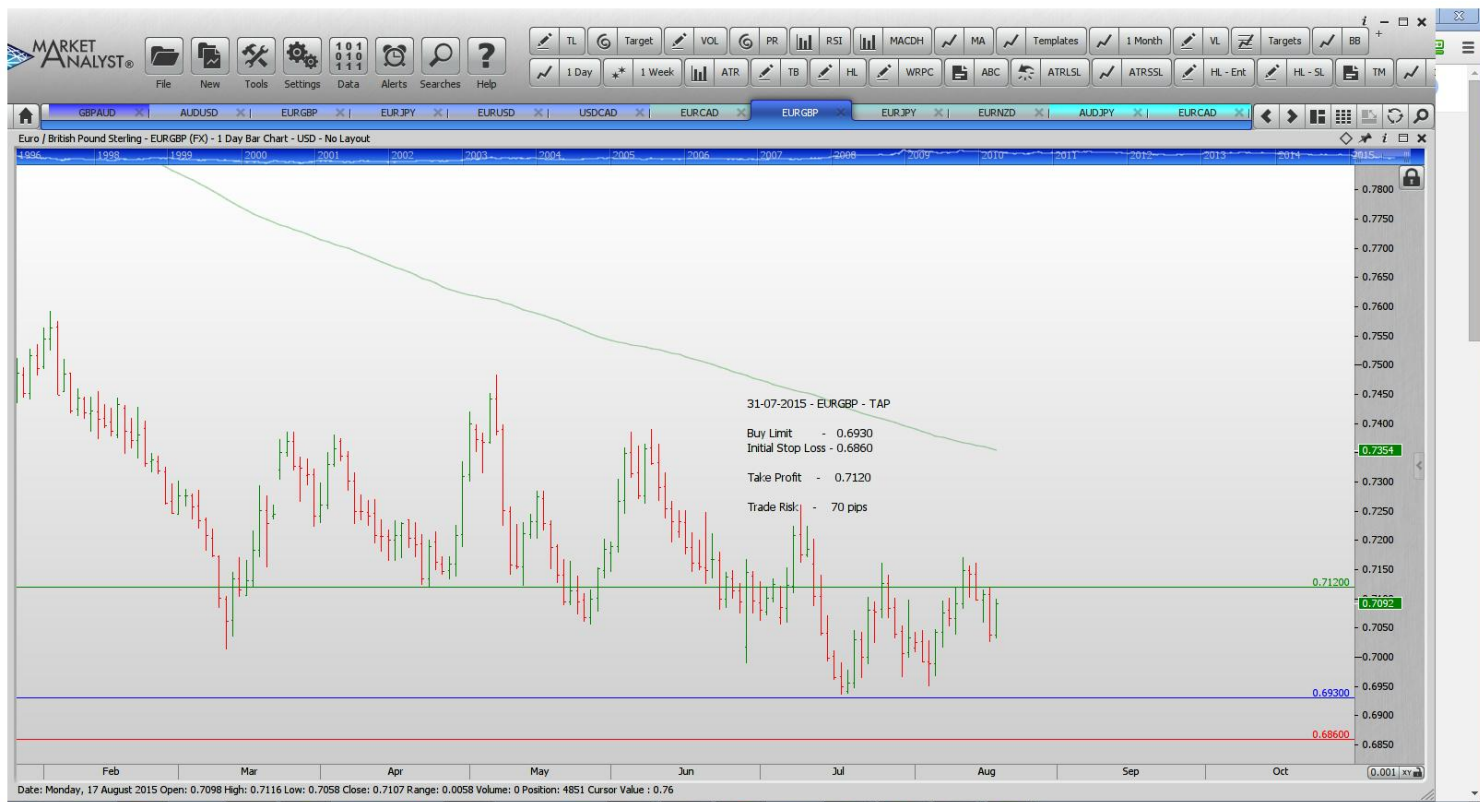 i
MARKET
ANALYST®
File New Tools Settings Data Alerts Searches Help
TL Target VOL PR RSI MACDH MA Templates 1 Month VL Targets BB +
1 Day 1 Week ATR TB HL WRPC ABC ATRLSL ATRSSL HL - Ent HL - SL TM
GBPAUD AUDUSD EURGBP EURJPY EURUSD USDCAD EURCAD EURGBP EURJPY EURNZD AUDJPY EURCAD
Euro / British Pound Sterling - EURGBP (FX) - 1 Day Bar Chart - USD - No Layout
i
1996 1998 1999 2000 2001 2002 2003 2004 2005 2006 2007 2008 2009 2010 2011 2012 2013 2014 2015
0.7800
0.7750
0.7700
0.7650
0.7600
0.7550
0.7500
0.7450
31-07-2015 - EURGBP - TAP
0.7400
Buy Limit - 0.6930
Initial Stop Loss - 0.6860
0.7354
Take Profit - 0.7120
0.7300
Trade Risk - 70 pips
0.7250
0.7200
0.7150
0.71200
0.7092
0.7050
0.7000
0.6950
0.69300
0.6900
0.68600
0.6850
Feb Mar Apr May Jun Jul Aug Sep Oct
0.001 XY
Date: Monday, 17 August 2015 Open: 0.7098 High: 0.7116 Low: 0.7058 Close: 0.7107 Range: 0.0058 Volume: 0 Position: 4851 Cursor Value : 0.76